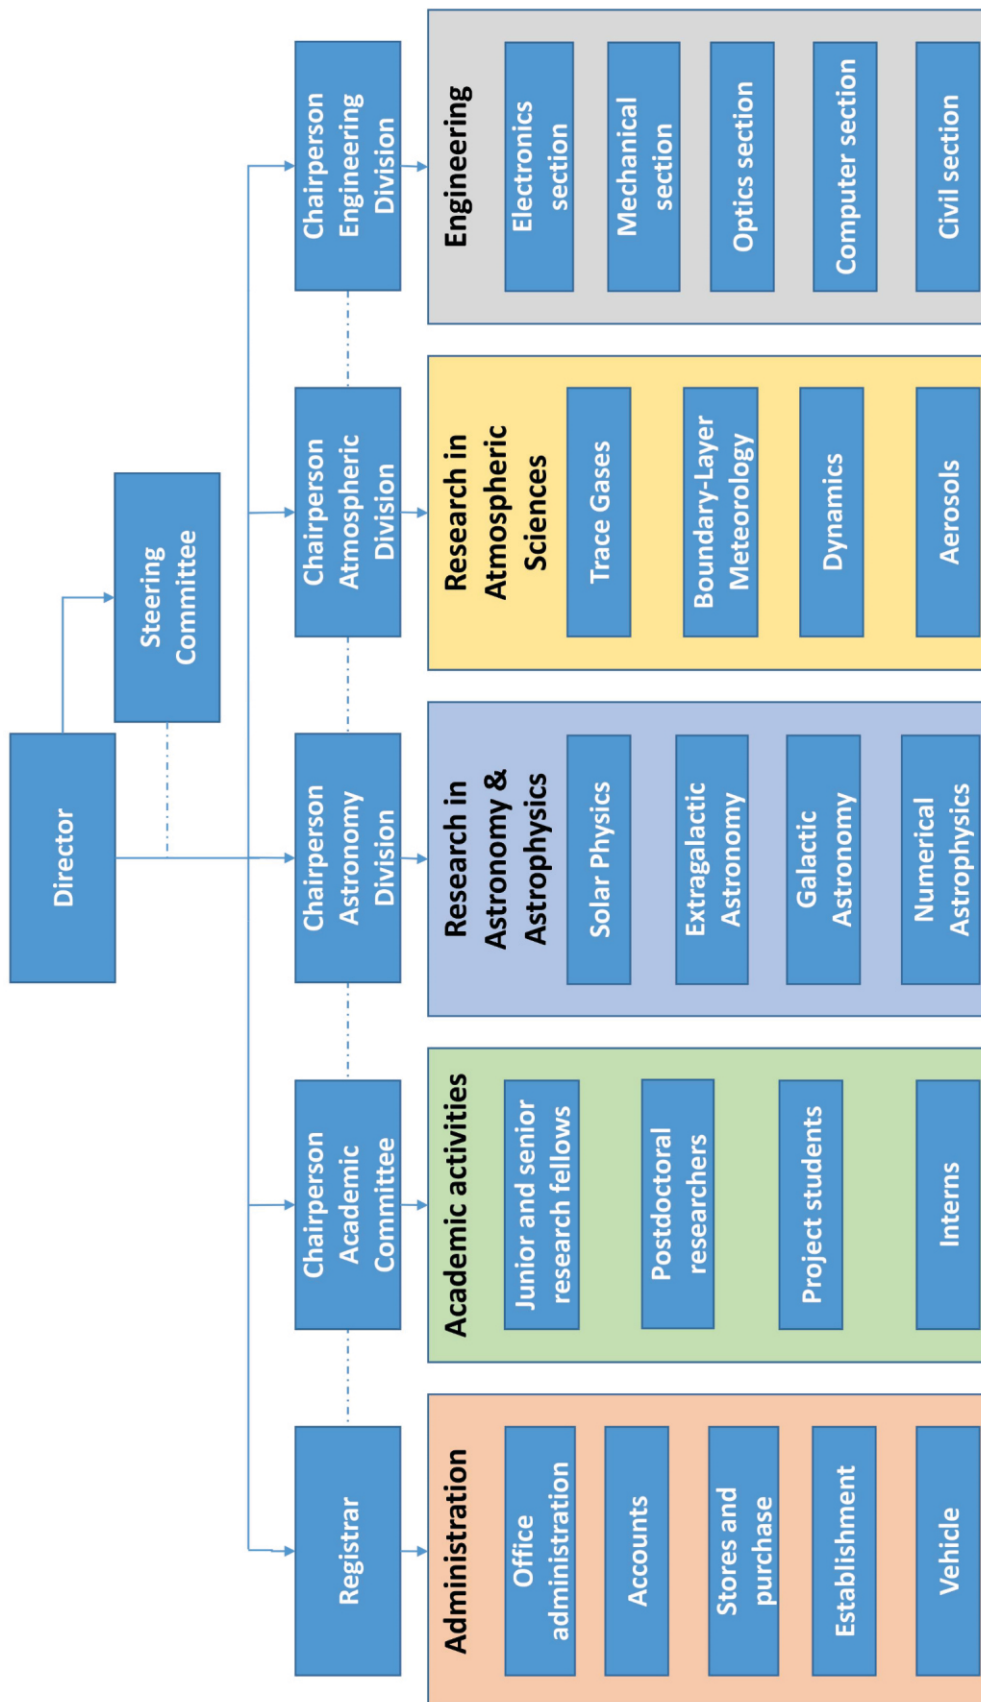 Director
Steering
Committee
Registrar
Chairperson
Academic
Committee
Chairperson
Astronomy
Division
Chairperson
Atmospheric
Division
Chairperson
Engineering
Division
Administration
Office
administration
Accounts
Stores and
purchase
Establishment
Vehicle
Academic activities
Junior and senior
research fellows
Postdoctoral
researchers
Project students
Interns
Research in
Astronomy &
Astrophysics
Solar Physics
Extragalactic
Astronomy
Galactic
Astronomy
Numerical
Astrophysics
Research in
Atmospheric
Sciences
Trace Gases
Boundary-Layer
Meteorology
Dynamics
Aerosols
Engineering
Electronics
section
Mechanical
section
Optics section
Computer section
Civil section